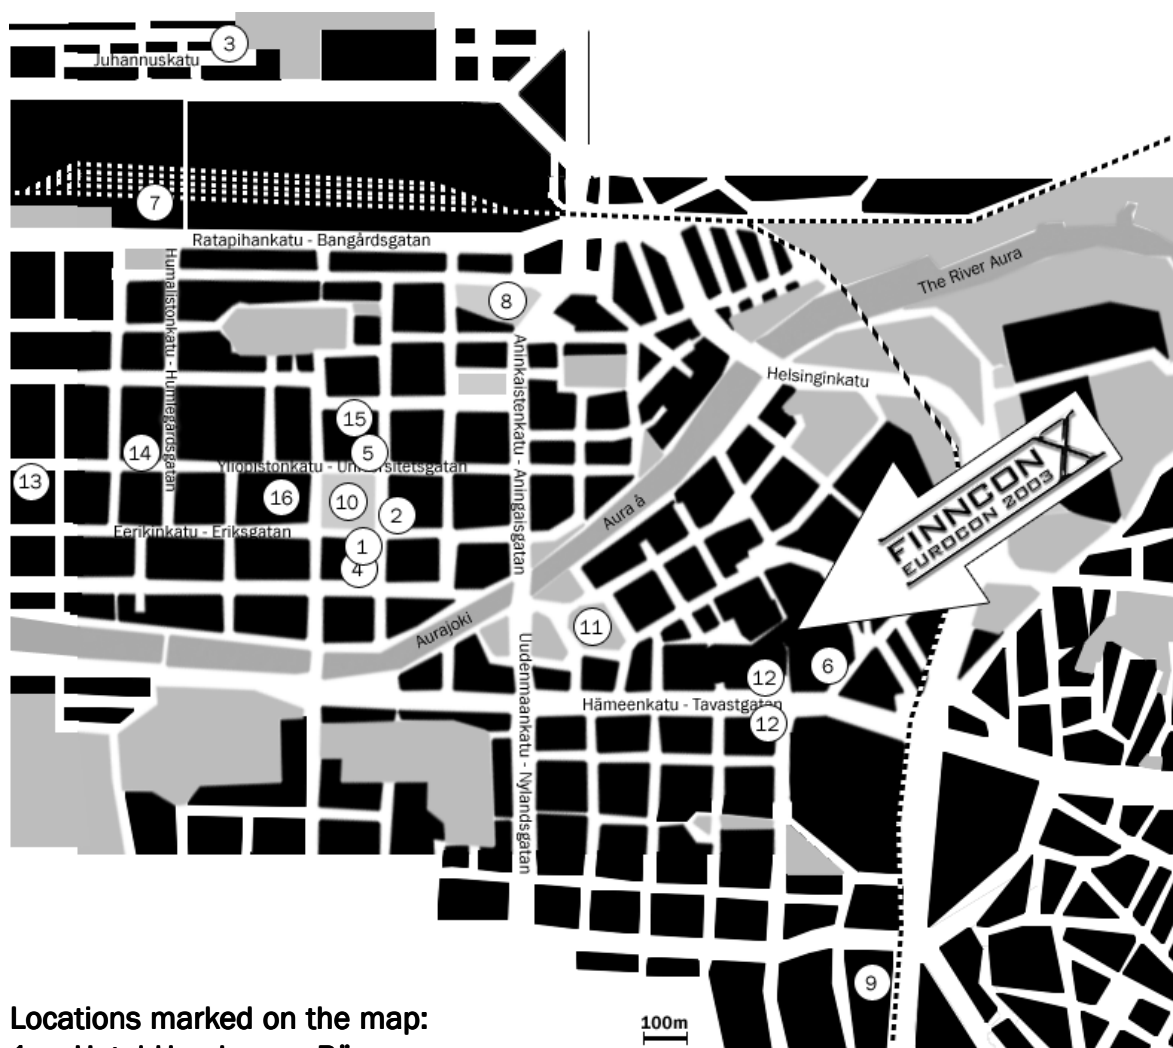 3
Juhannuskatu
7
Ratapihankatu - Bangårdsgatan
The River Aura
Humalistonkatu - Humlegårdsgatan
8
Aninkaistenkatu - Aningaisgatan
Helsinginkatu
15
14
5
Yliopistonkatu - Universitetsgatan
13
16
10
2
Aura å
FINNCON X
EUROCON 2003
Eerikinkatu - Eriksgatan
1
4
Aurajoki
11
Uudenmaankatu - Nylandsgatan
6
12
Hämeenkatu - Tavastgatan
12
9
Locations marked on the map:
100m